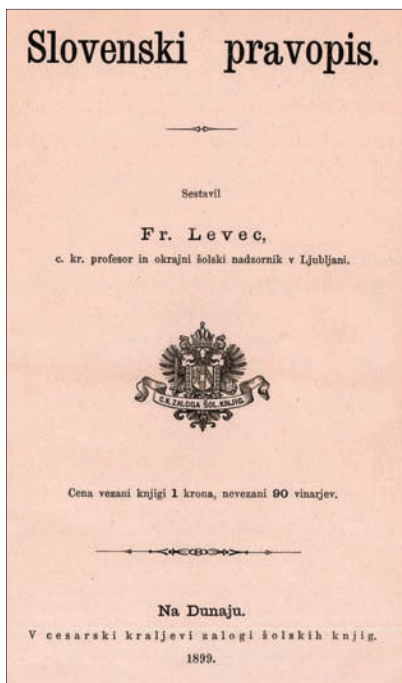 Slovenski pravopis.
Sestavil
Fr. Levec,
c. kr. profesor in okrajni šolski nadzornik v Ljubljani.
C. K. ZALOGA ŠOL. KNJIG.
Cena vezani knjigi 1 krona, nevezani 90 vinarjev.
Na Dunaju.
V cesarski kraljevi zalogi šolskih knjig.
1899.